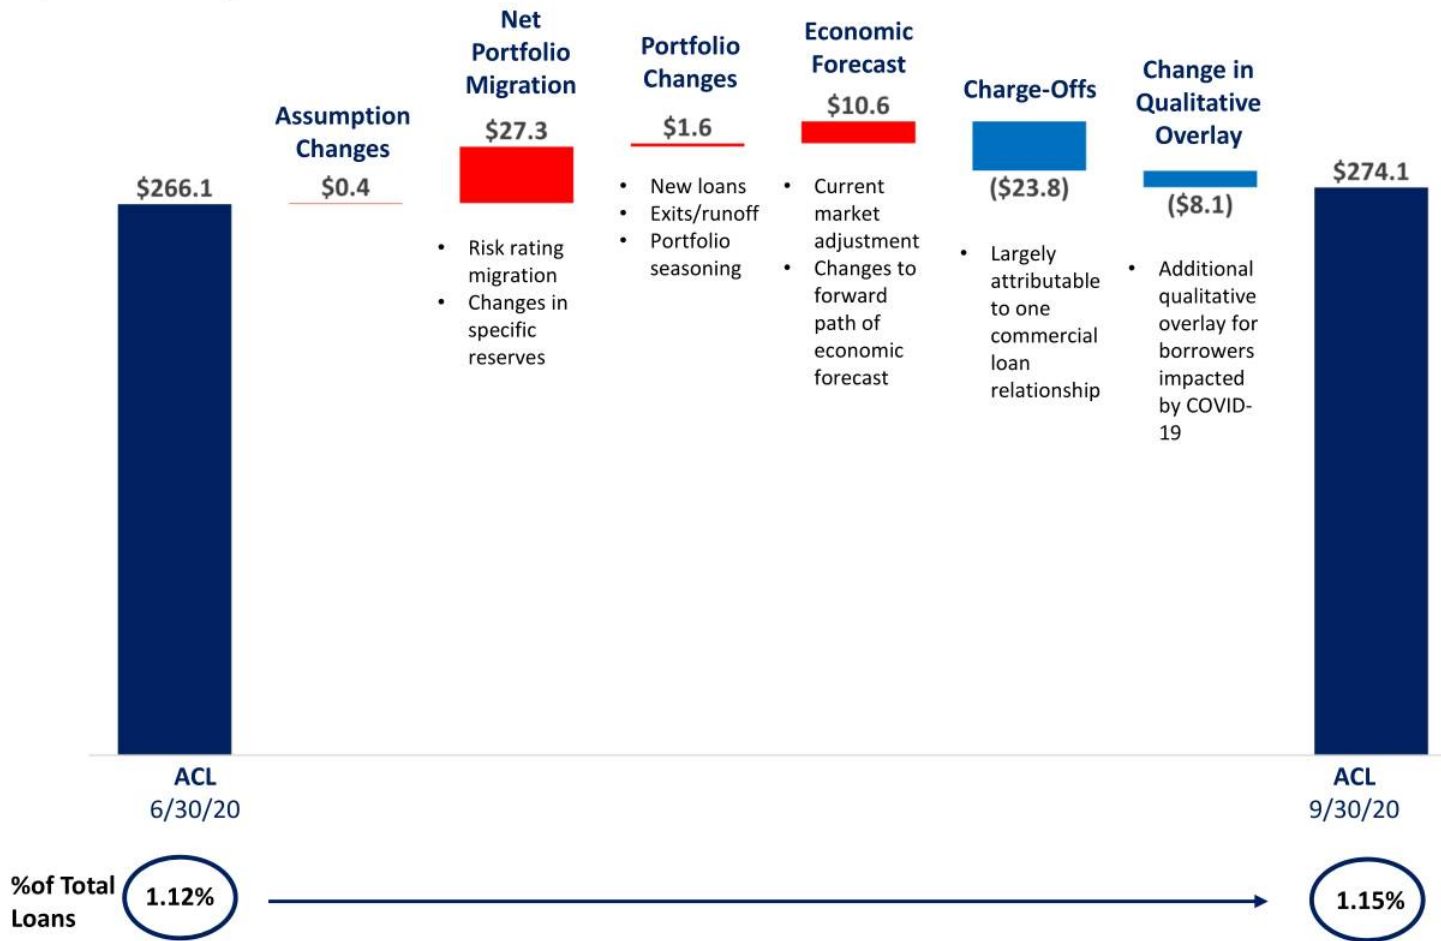 $266.1
Assumption
Changes
$0.4
Net
Portfolio
Migration
$27.3
• Risk rating
migration
• Changes in
specific
reserves
Portfolio
Changes
$1.6
• New loans
• Exits/runoff
• Portfolio
seasoning
Economic
Forecast
$10.6
• Current
market
adjustment
• Changes to
forward
path of
economic
forecast
Charge-Offs
($23.8)
• Largely
attributable
to one
commercial
loan
relationship
Change in
Qualitative
Overlay
($8.1)
• Additional
qualitative
overlay for
borrowers
impacted
by COVID-
19
$274.1
ACL
6/30/20
ACL
9/30/20
%of Total
Loans
1.12%
1.15%